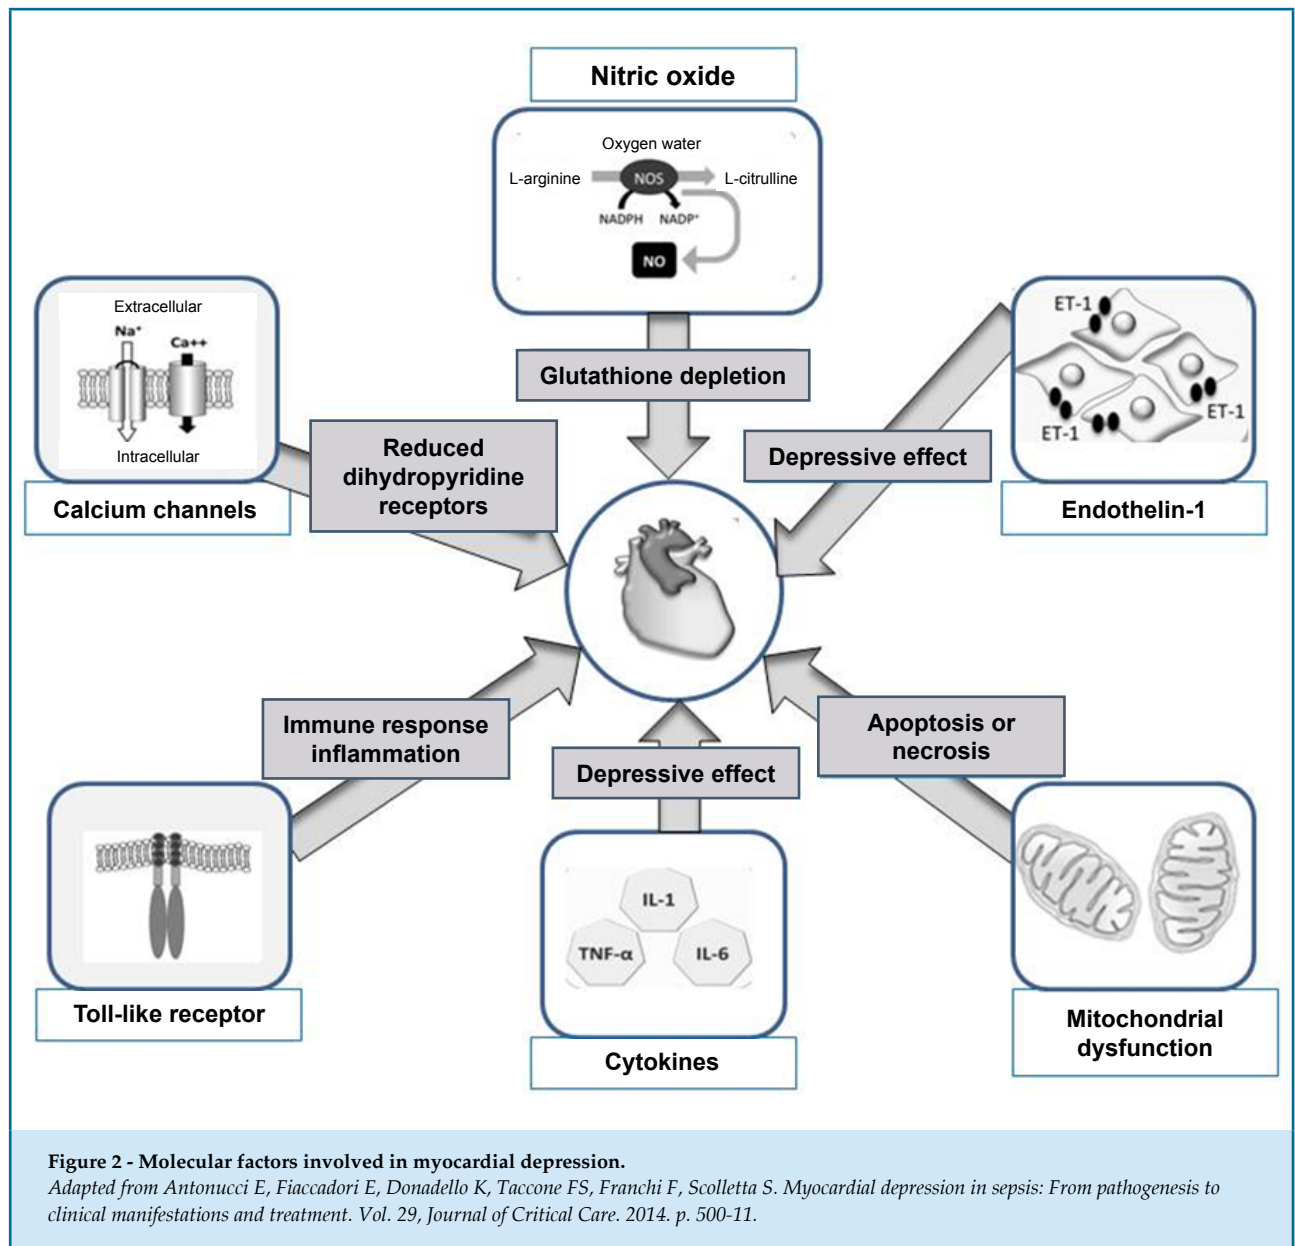 Nitric oxide
Oxygen water
L-arginine
NOS
L-citrulline
NADPH
NADP⁺
NO
Glutathione depletion
Extracellular
Na⁺
Ca++
Intracellular
Calcium channels
Reduced
dihydropyridine
receptors
ET-1
ET-1
ET-1
Endothelin-1
Depressive effect
Immune response
inflammation
Toll-like receptor
Depressive effect
IL-1
TNF-α
IL-6
Cytokines
Apoptosis or
necrosis
Mitochondrial
dysfunction
Figure 2 - Molecular factors involved in myocardial depression.
Adapted from Antonucci E, Fiaccadori E, Donadello K, Taccone FS, Franchi F, Scolletta S. Myocardial depression in sepsis: From pathogenesis to
clinical manifestations and treatment. Vol. 29, Journal of Critical Care. 2014. p. 500-11.